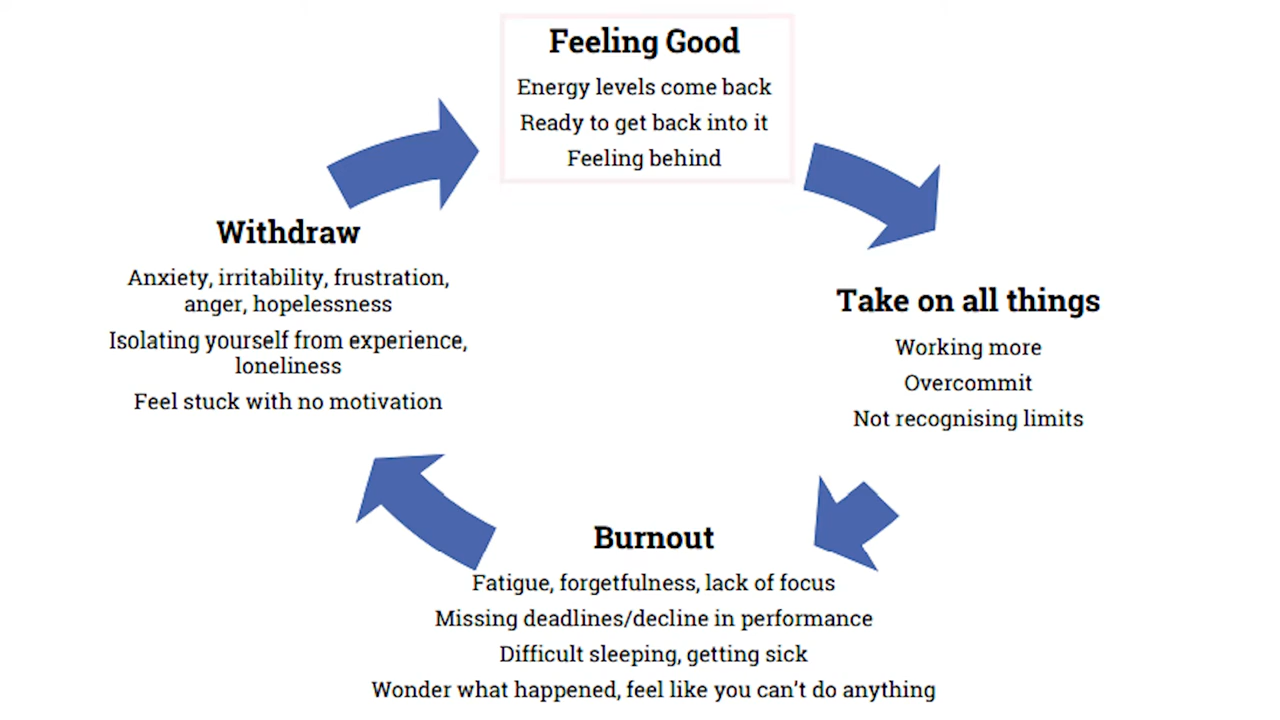 Feeling Good
Energy levels come back
Ready to get back into it
Feeling behind
Take on all things
Working more
Overcommit
Not recognising limits
Burnout
Fatigue, forgetfulness, lack of focus
Missing deadlines/decline in performance
Difficult sleeping, getting sick
Wonder what happened, feel like you can't do anything
Withdraw
Anxiety, irritability, frustration,
anger, hopelessness
Isolating yourself from experience,
loneliness
Feel stuck with no motivation